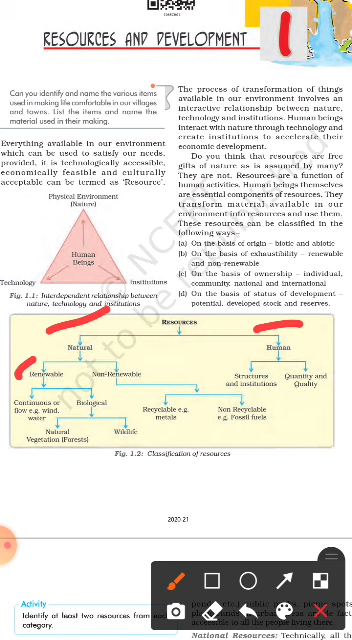 RESOURCES AND DEVELOPMENT
Can you identify and name the various items
used in making life comfortable in our villages
and towns. List the items and name the
material used in their making.
Everything available in our environment
which can be used to satisfy our needs,
provided, it is technologically accessible,
economically feasible and culturally
acceptable can be termed as 'Resource'.
Physical Environment
(Nature)
Human
Beings
Technology
Institutions
Fig. 1.1: Interdependent relationship between
nature, technology and institutions
The process of transformation of things
available in our environment involves an
interactive relationship between nature,
technology and institutions. Human beings
interact with nature through technology and
create institutions to accelerate their
economic development.
Do you think that resources are free
gifts of nature as is assumed by many?
They are not. Resources are a function of
human activities. Human beings themselves
are essential components of resources. They
transform material available in our
environment into resources and use them.
These resources can be classified in the
following ways –
(a) On the basis of origin – biotic and abiotic
(b) On the basis of exhaustibility – renewable
and non-renewable
(c) On the basis of ownership – individual,
community, national and international
(d) On the basis of status of development –
potential, developed stock and reserves.
RESOURCES
Natural Human
Renewable Non-Renewable Structures
and institutions Quantity and
Quality
Continuous or
flow e.g. wind,
water
Biological
Recyclable e.g.
metals
Non Recyclable
e.g. Fossil fuels
Natural
Vegetation (Forests)
Wildlife
Fig. 1.2: Classification of resources
2020-21
Activity
Identify at least two resources from
category.
accessible to all the people living there.
National Resources: Technically, all the